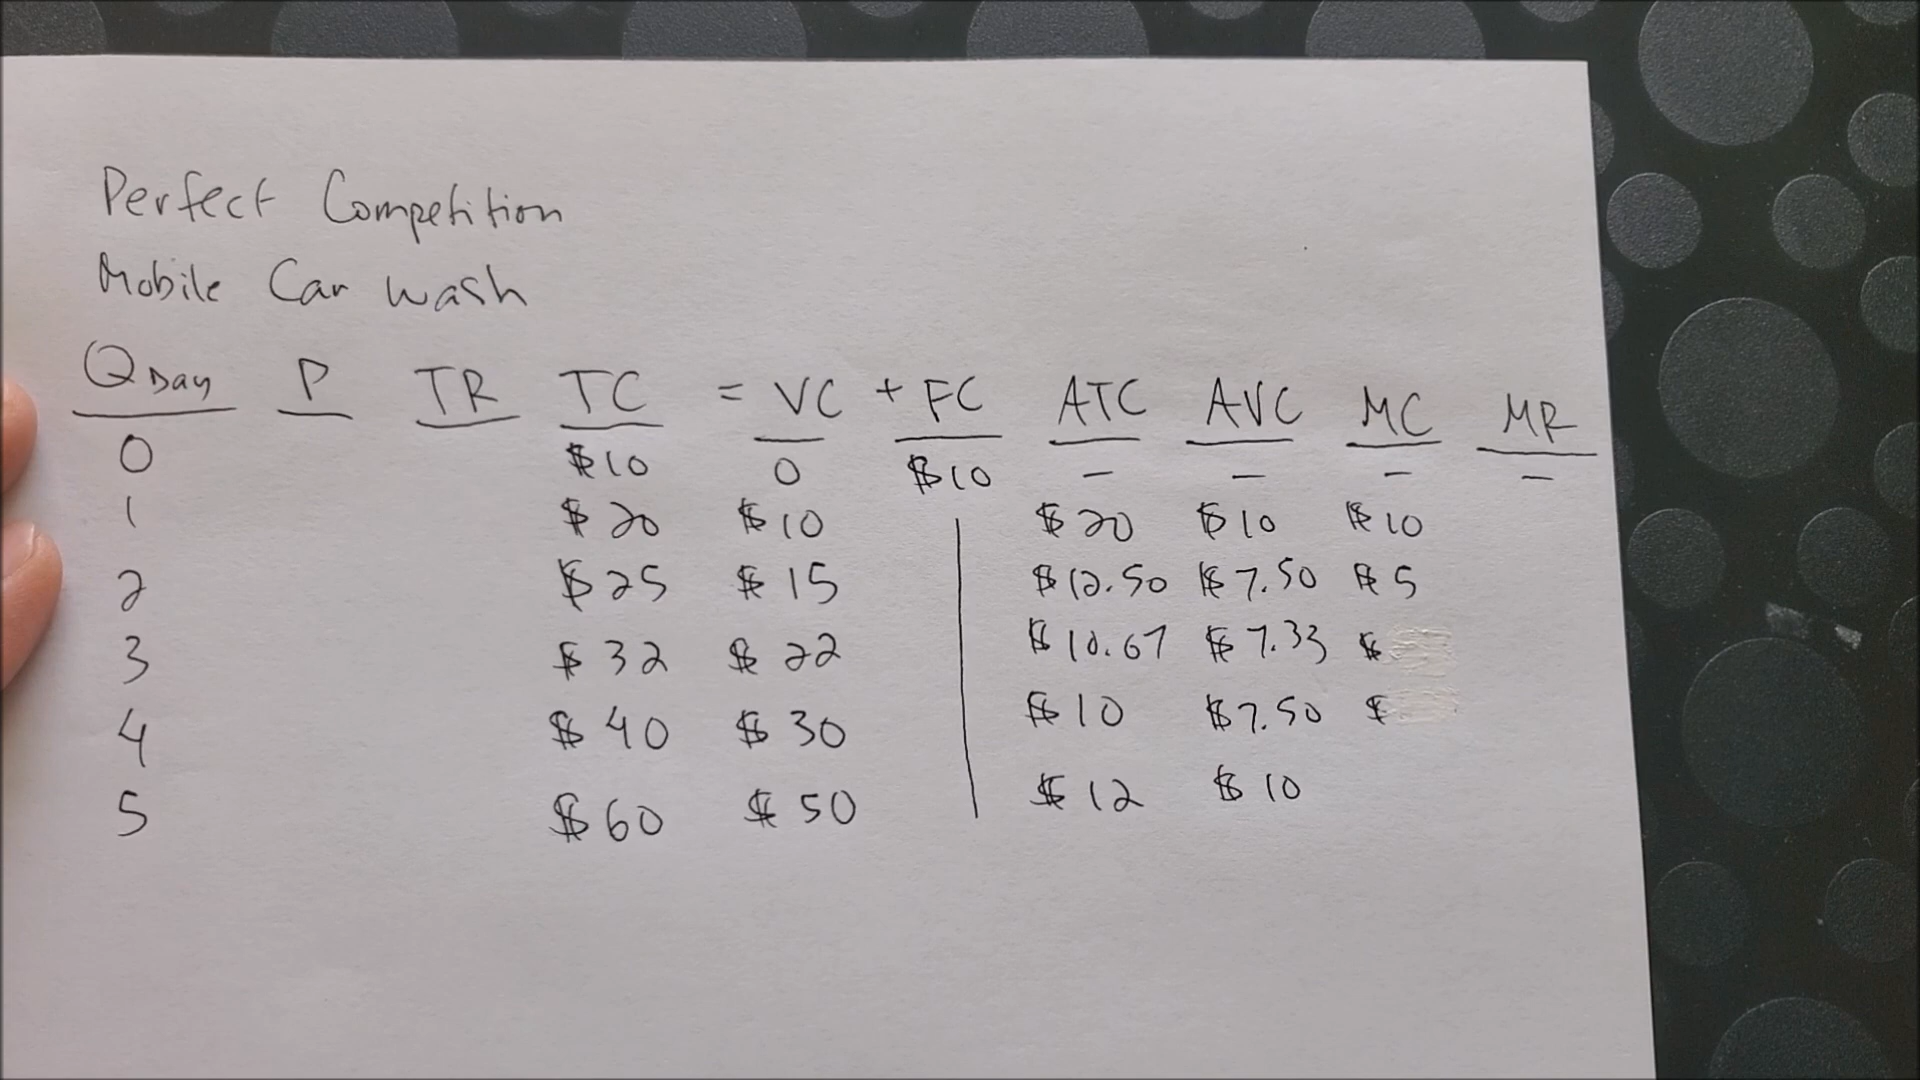 Perfect Competition
Mobile Car Wash
Q Day P TR TC = VC + FC ATC AVC MC MR
0 $10 0 $10 – – – –
1 $20 $10 $20 $10 $10
2 $25 $15 $12.50 $7.50 $5
3 $32 $22 $10.67 $7.33 $
4 $40 $30 $10 $7.50 $
5 $60 $50 $12 $10